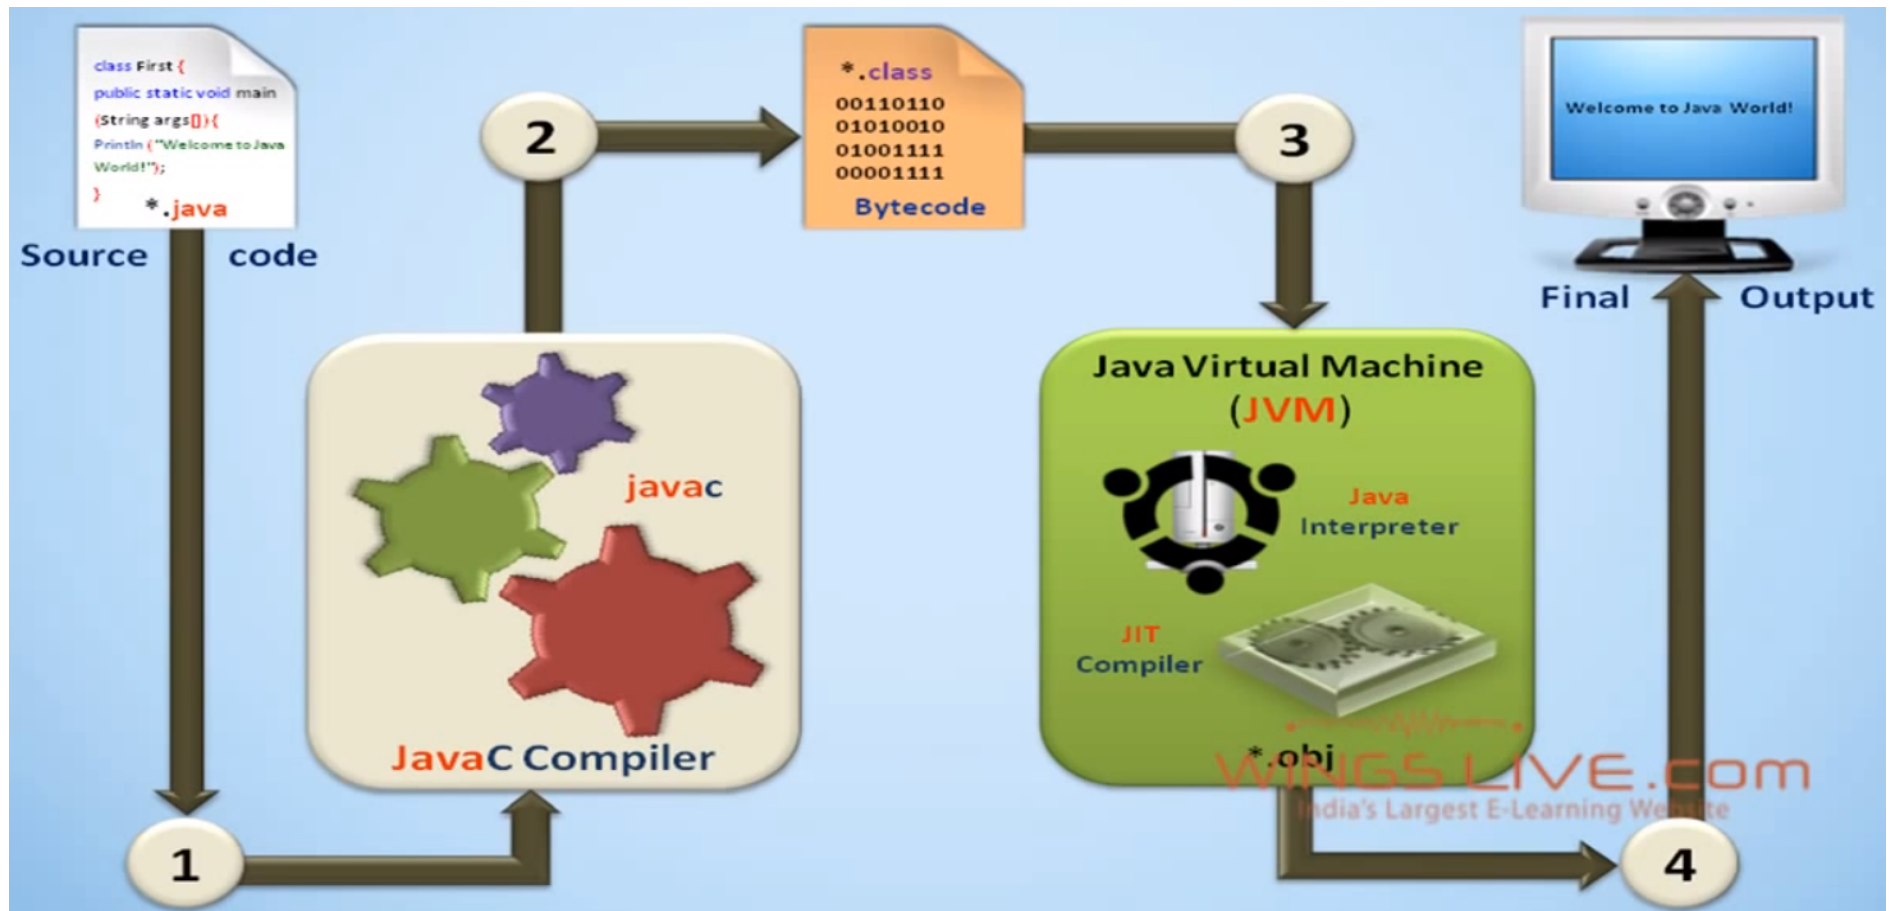 class First {
public static void main
(String args[]){
Println ("Welcome to Java
World!");
}
*.java
Source code
1
2
javac
JavaC Compiler
*.class
00110110
01010010
01001111
00001111
Bytecode
3
Java Virtual Machine
(JVM)
Java
Interpreter
JIT
Compiler
*.obj
WINGS LIVE.com
India's Largest E-Learning Website
4
Welcome to Java World!
Final Output